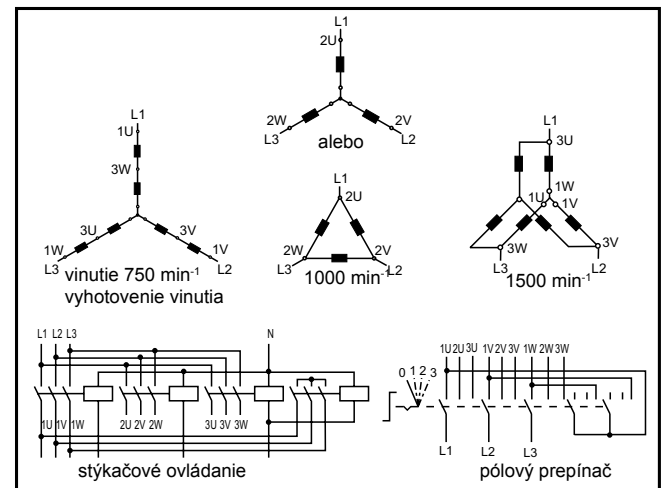 L1
2U
2W
2V
L3
L2
alebo
L1
1U
3W
3U
3V
1W
1V
L3
L2
vinutie 750 min-1
vyhotovenie vinutia
L1
2U
2W
2V
L3
L2
1000 min-1
L1
3U
1W
1U
1V
3W
3V
L3
L2
1500 min-1
L1 L2 L3
N
1U 1V 1W
2U 2V 2W
3U 3V 3W
stýkačové ovládanie
1U 2U 3U 1V 2V 3V 1W 2W 3W
0 1 2 3
L1
L2
L3
pólový prepínač